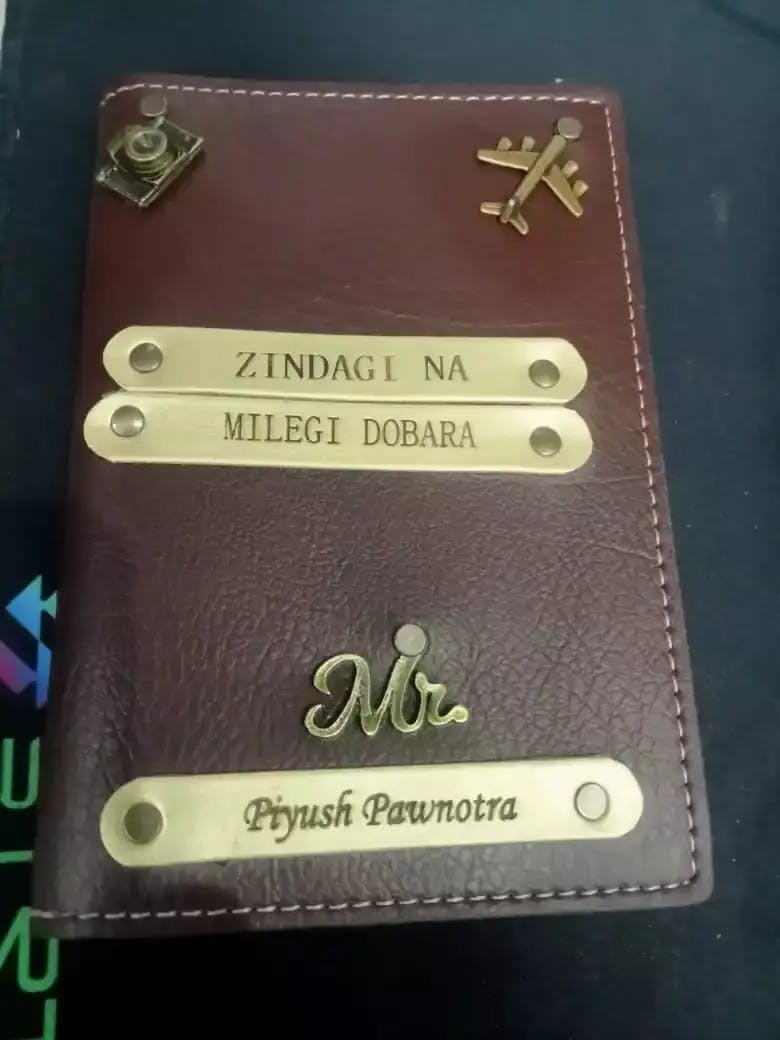 ZINDAGI NA
MILEGI DOBARA
Mr.
Piyush Pawnotra